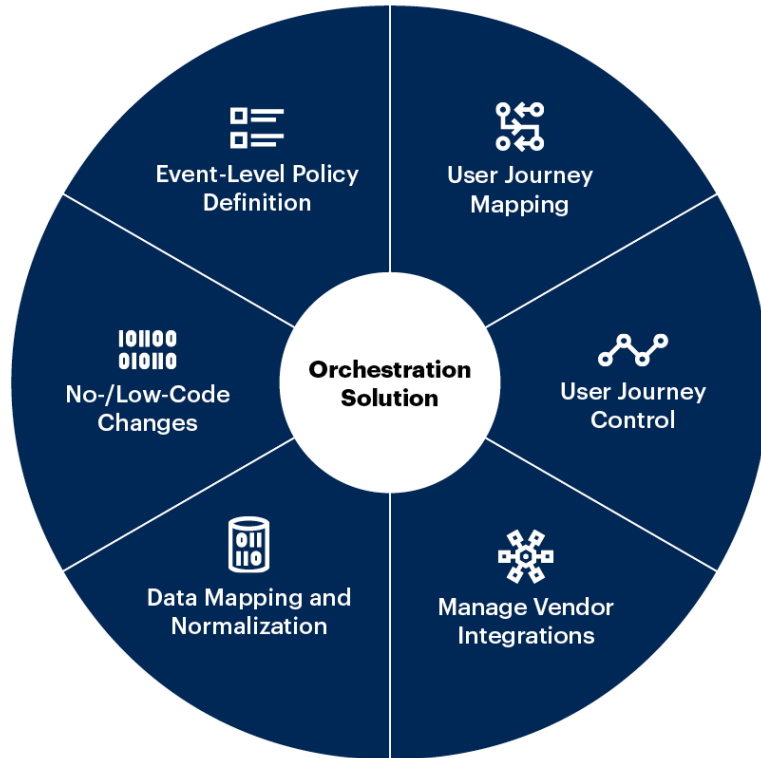 Event-Level Policy
Definition
User Journey
Mapping
IOIIOO
OIOIIO
No-/Low-Code
Changes
Orchestration
Solution
User Journey
Control
OII
IIO
Data Mapping and
Normalization
Manage Vendor
Integrations